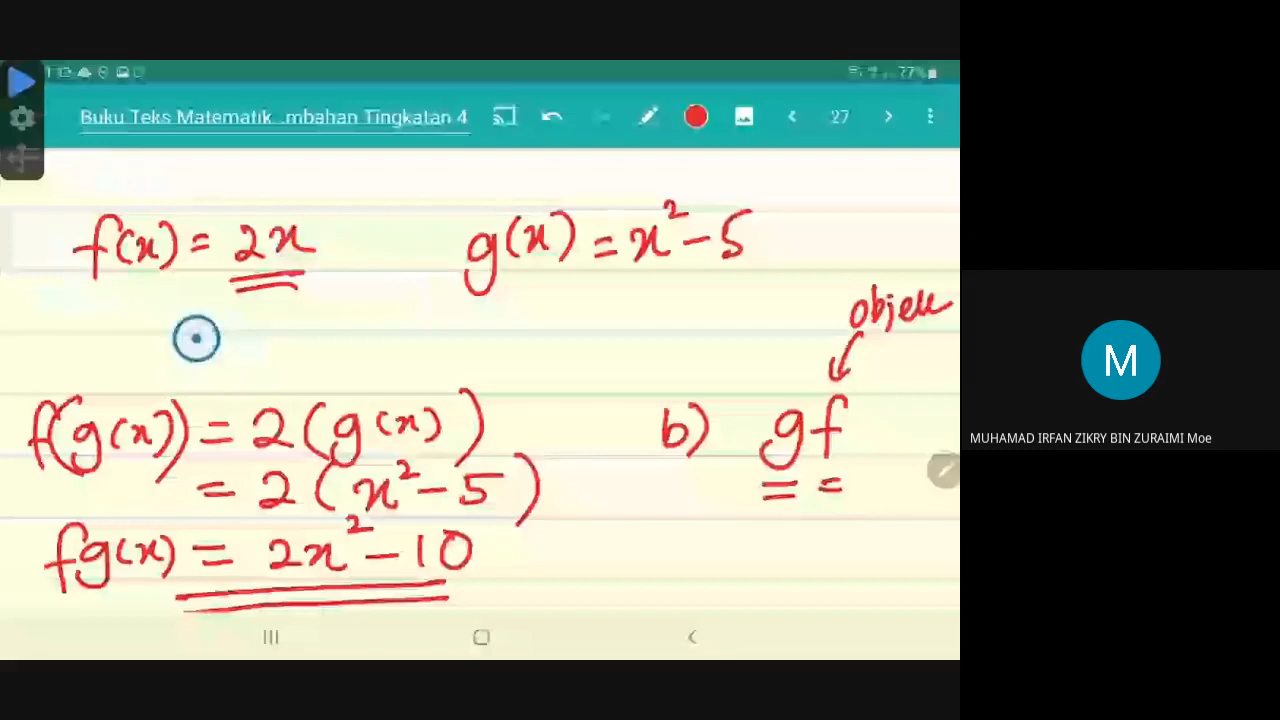 77%
Buku Teks Matematik ...mbahan Tingkatan 4
27
f(x) = 2x
g(x) = x² - 5
objek
f(g(x)) = 2(g(x))
= 2(x² - 5)
fg(x) = 2x² - 10
b) gf
M
MUHAMAD IRFAN ZIKRY BIN ZURAIMI Moe